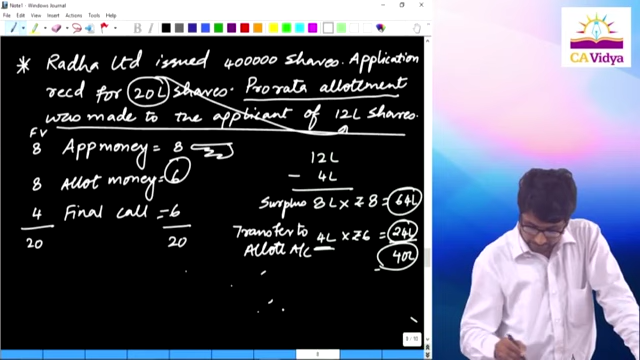 Note1 - Windows Journal
File Edit View Insert Actions Tools Help
CA Vidya
* Radha Ltd issued 400000 Shares. Application
recd for 20L Shares. Prorata allotment
was made to the applicant of 12L Shares.
FV
8 App money = 8
8 Allot money = 6
4 Final call = 6
20 20
12L
- 4L
Surplus 8L x ₹8 = 64L
Transfer to 4L x ₹6 = 24L
Allott A/C 40L
8